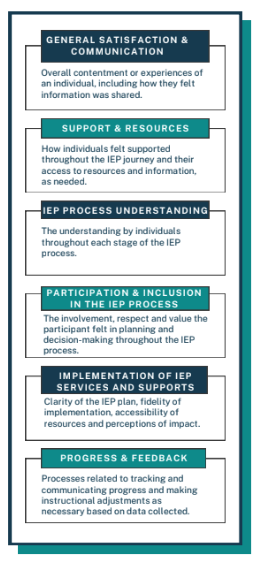 GENERAL SATISFACTION &
COMMUNICATION
Overall contentment or experiences of
an individual, including how they felt
information was shared.
SUPPORT & RESOURCES
How individuals felt supported
throughout the IEP journey and their
access to resources and information,
as needed.
IEP PROCESS UNDERSTANDING
The understanding by individuals
throughout each stage of the IEP
process.
PARTICIPATION & INCLUSION
IN THE IEP PROCESS
The involvement, respect and value the
participant felt in planning and
decision-making throughout the IEP
process.
IMPLEMENTATION OF IEP
SERVICES AND SUPPORTS
Clarity of the IEP plan, fidelity of
implementation, accessibility of
resources and perceptions of impact.
PROGRESS & FEEDBACK
Processes related to tracking and
communicating progress and making
instructional adjustments as
necessary based on data collected.